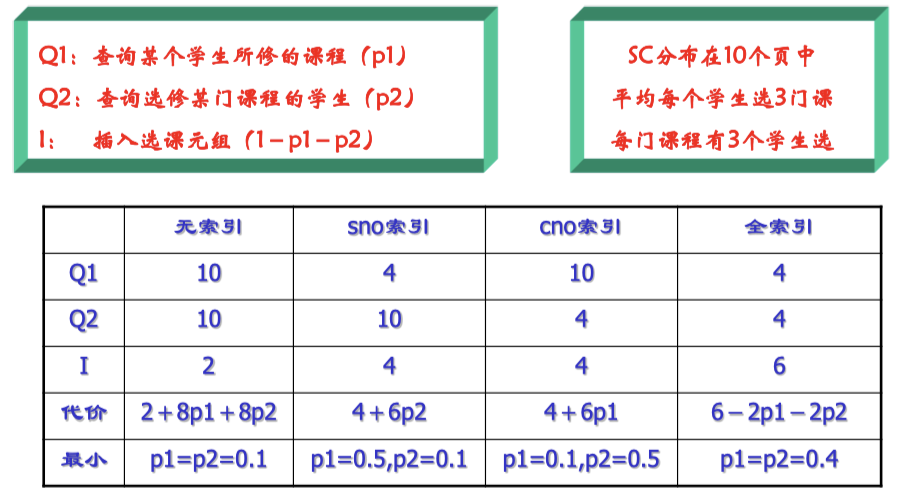 Q1：查询某个学生所修的课程（p1）
Q2：查询选修某门课程的学生（p2）
I： 插入选课元组（1－p1－p2）
SC分布在10个页中
平均每个学生选3门课
每门课程有3个学生选
无索引 sno索引 cno索引 全索引
Q1 10 4 10 4
Q2 10 10 4 4
I 2 4 4 6
代价 2＋8p1＋8p2 4＋6p2 4＋6p1 6－2p1－2p2
最小 p1=p2=0.1 p1=0.5,p2=0.1 p1=0.1,p2=0.5 p1=p2=0.4